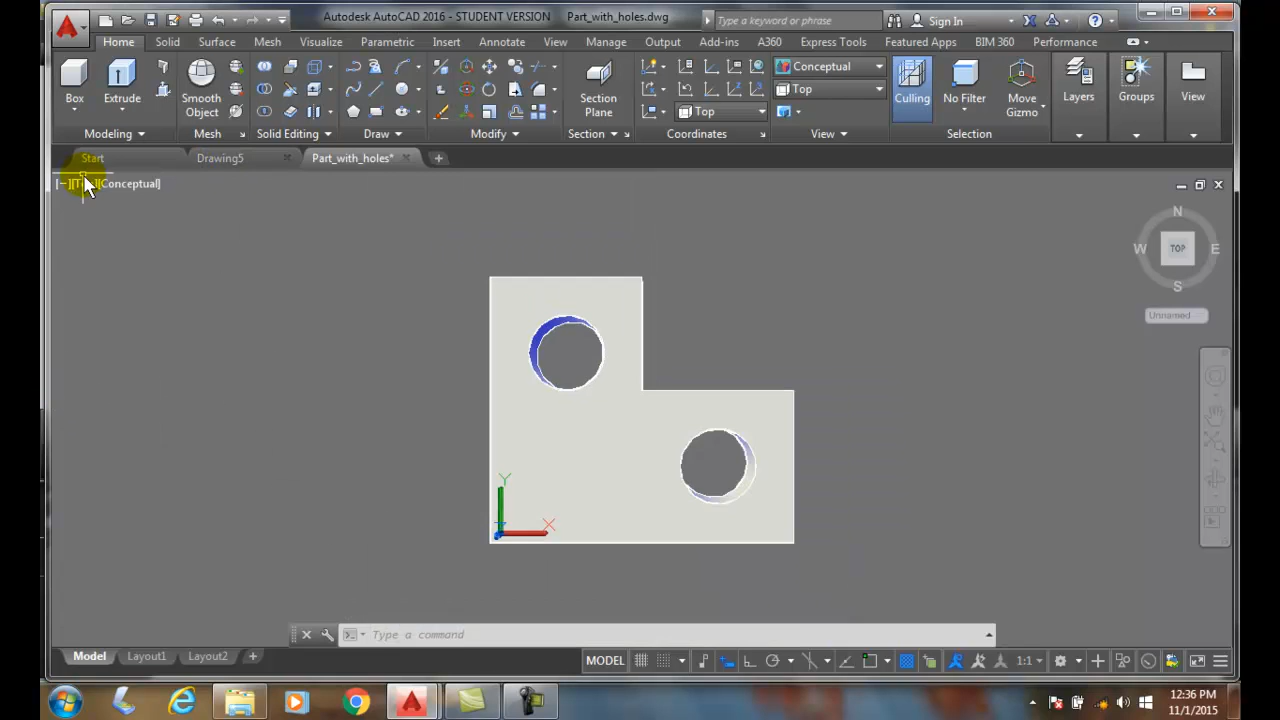 Autodesk AutoCAD 2016 - STUDENT VERSION Part_with_holes.dwg Type a keyword or phrase Sign In
Home Solid Surface Mesh Visualize Parametric Insert Annotate View Manage Output Add-ins A360 Express Tools Featured Apps BIM 360 Performance
Conceptual
Top
Box Extrude Smooth Object Section Plane Top Culling No Filter Move Gizmo Layers Groups View
Modeling Mesh Solid Editing Draw Modify Section Coordinates View Selection
Start Drawing5 Part_with_holes*
[Conceptual]
N
W TOP E
S
Unnamed
Y
X
Type a command
Model Layout1 Layout2 MODEL 1:1
12:36 PM
11/1/2015